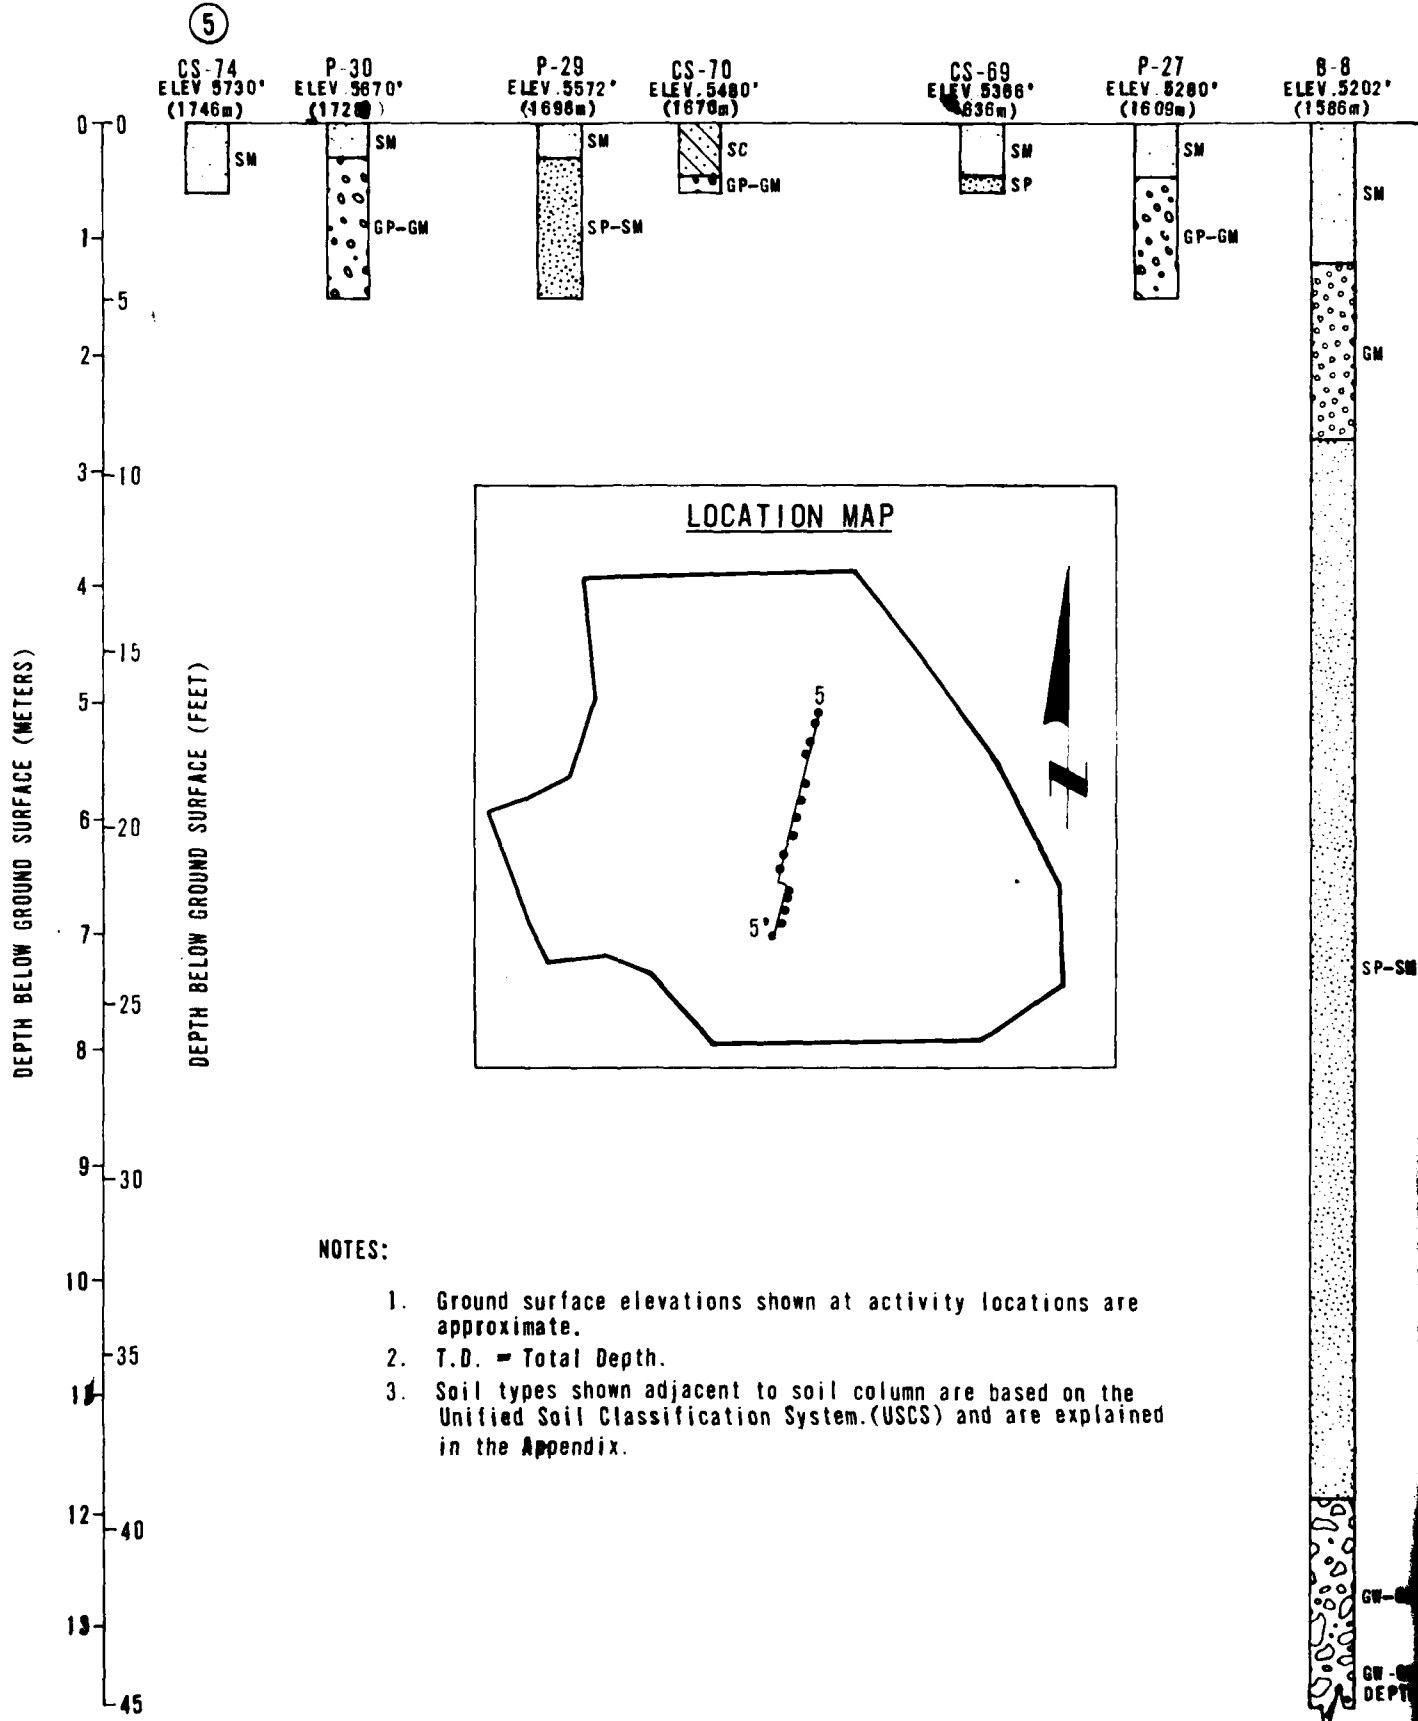 5
CS-74
ELEV.5730'
(1746m)
P-30
ELEV.5670'
P-29
ELEV.5572'
(1698m)
CS-70
ELEV.5480'
(1670m)
CS-69
ELEV.5366'
P-27
ELEV.5280'
(1609m)
B-8
ELEV.5202'
(1586m)
0 0
SM
SM
SM
SC
SM
SM
SM
GP-GM
SP
GP-GM
SP-SM
GP-GM
1
5
2
GM
3
10
LOCATION MAP
4
15
5
5
6
20
5'
7
SP-SM
25
8
9
30
10
35
11
12
40
13
45
DEPTH BELOW GROUND SURFACE (METERS)
DEPTH BELOW GROUND SURFACE (FEET)
NOTES:
1. Ground surface elevations shown at activity locations are
approximate.
2. T.D. = Total Depth.
3. Soil types shown adjacent to soil column are based on the
Unified Soil Classification System.(USCS) and are explained
in the Appendix.